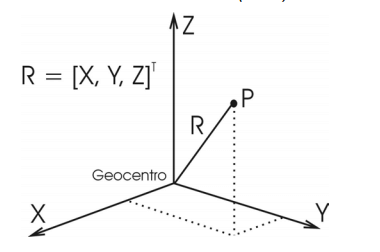 Z
R = [X, Y, Z]ᵀ
P
R
Geocentro
X
Y